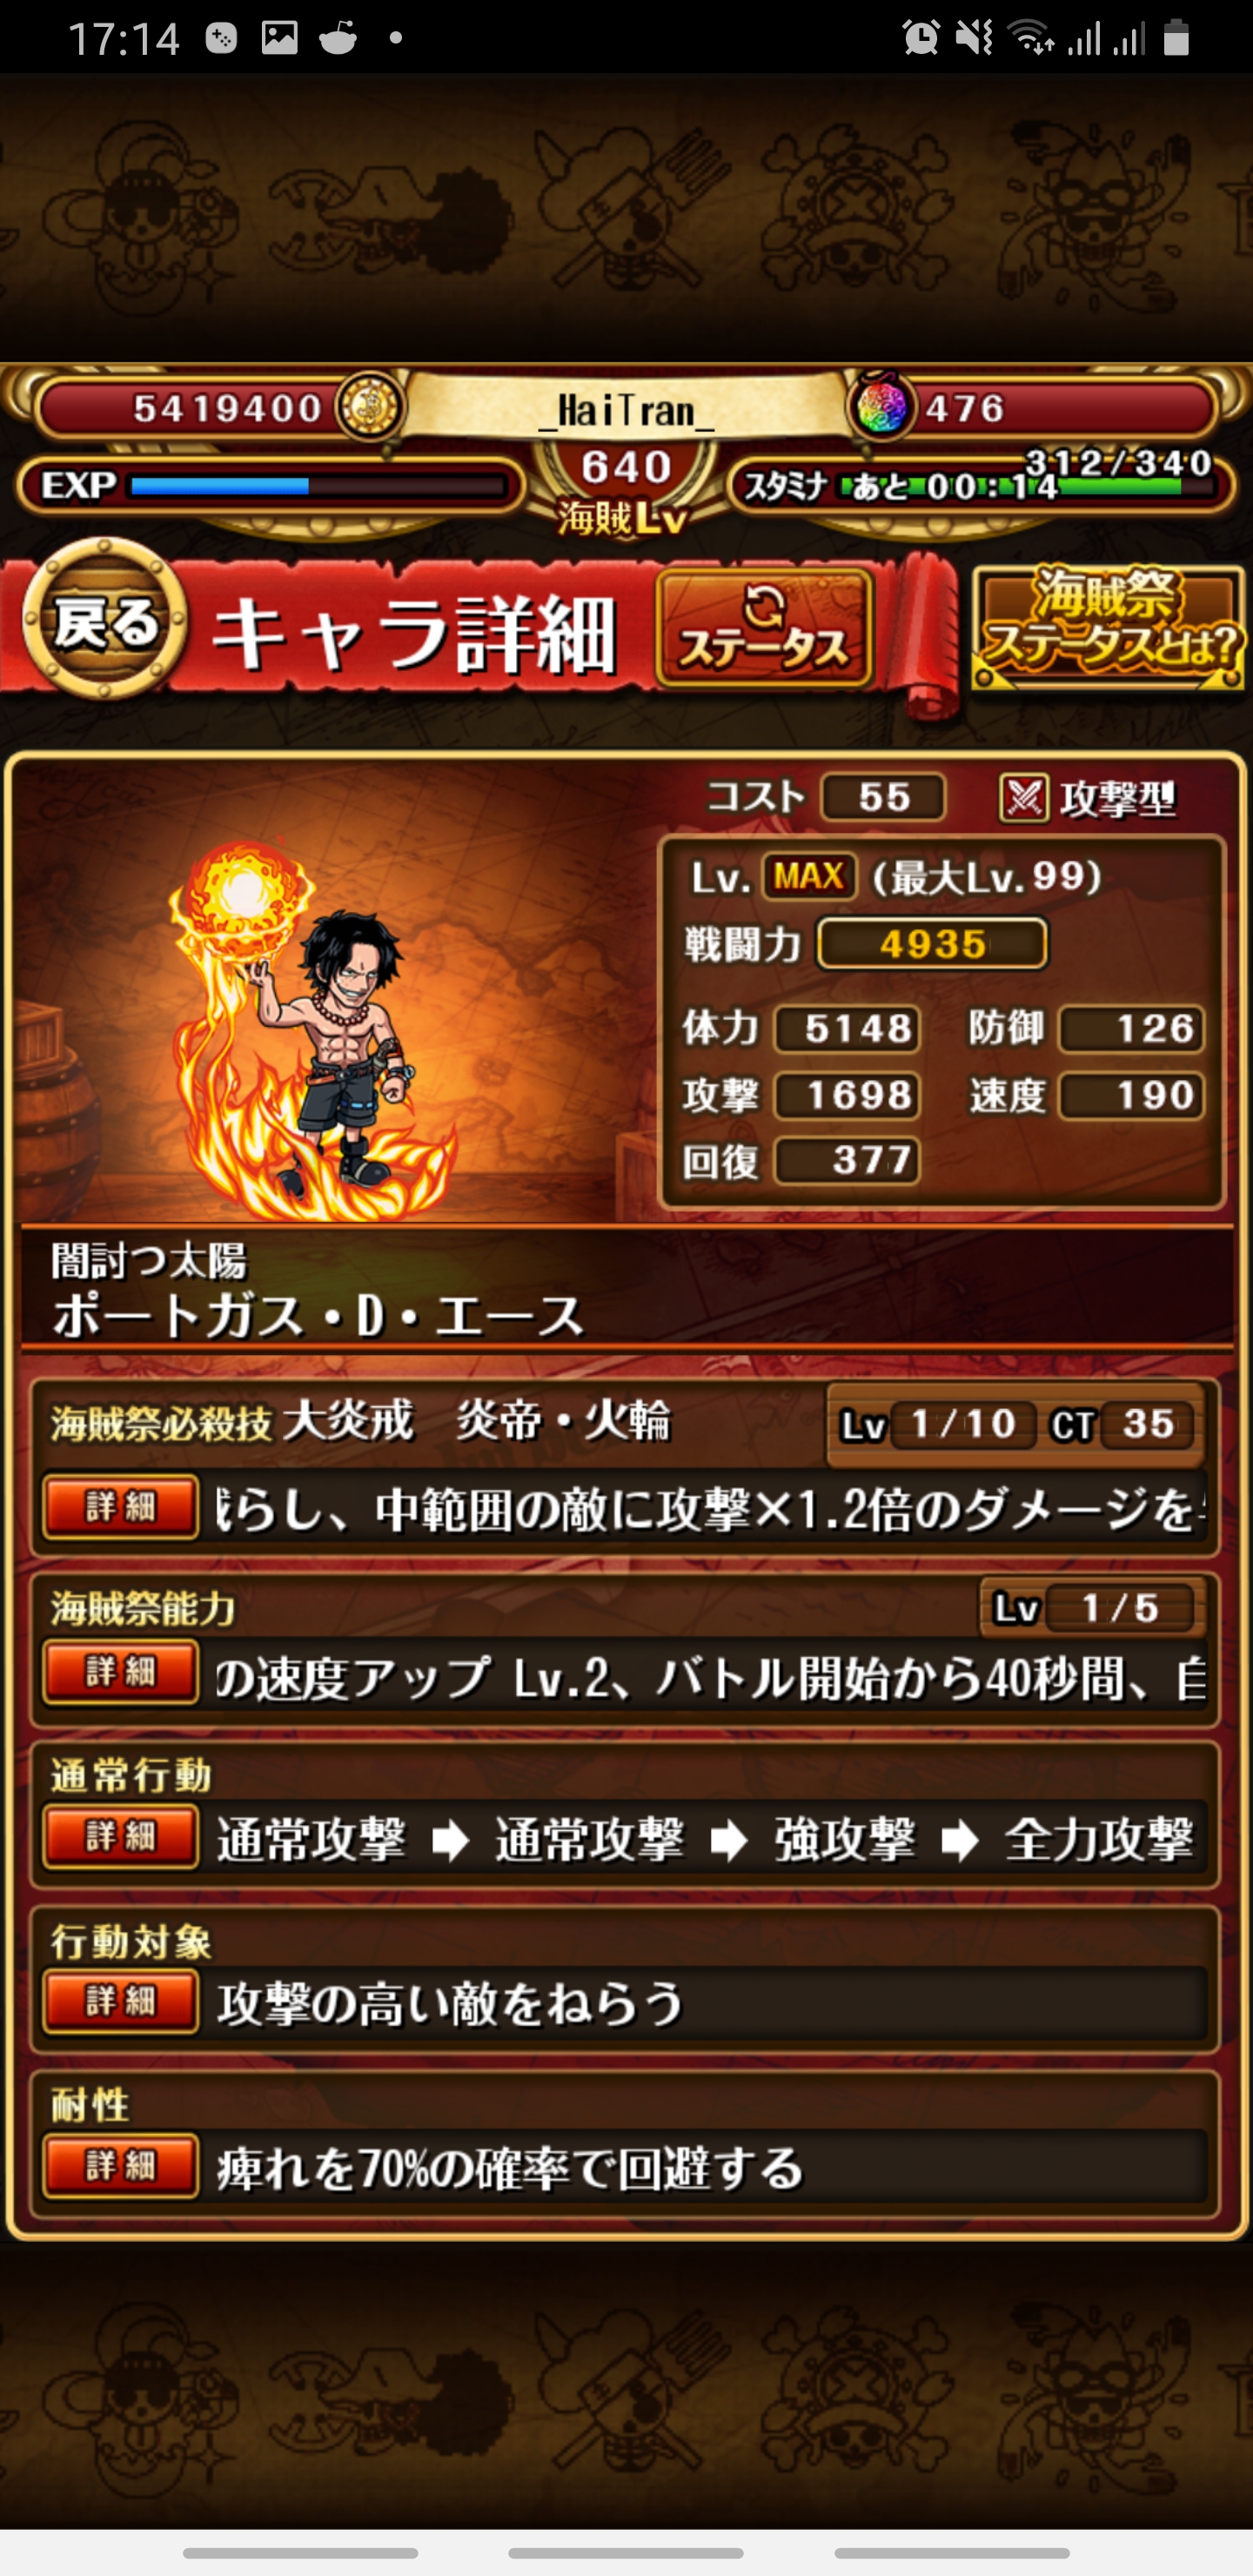 17:14
5419400
_HaiTran_
476
EXP
640
海賊Lv
スタミナ あと 00:14
312/340
戻る
キャラ詳細
ステータス
海賊祭
ステータスとは?
コスト 55 攻撃型
Lv. MAX (最大Lv.99)
戦闘力 4935
体力 5148 防御 126
攻撃 1698 速度 190
回復 377
闇討つ太陽
ポートガス・D・エース
海賊祭必殺技 大炎戒 炎帝・火輪 Lv 1/10 CT 35
詳細 らし、中範囲の敵に攻撃×1.2倍のダメージを
海賊祭能力 Lv 1/5
詳細 の速度アップ Lv.2、バトル開始から40秒間、自
通常行動
詳細 通常攻撃 ➡ 通常攻撃 ➡ 強攻撃 ➡ 全力攻撃
行動対象
詳細 攻撃の高い敵をねらう
耐性
詳細 痺れを70%の確率で回避する